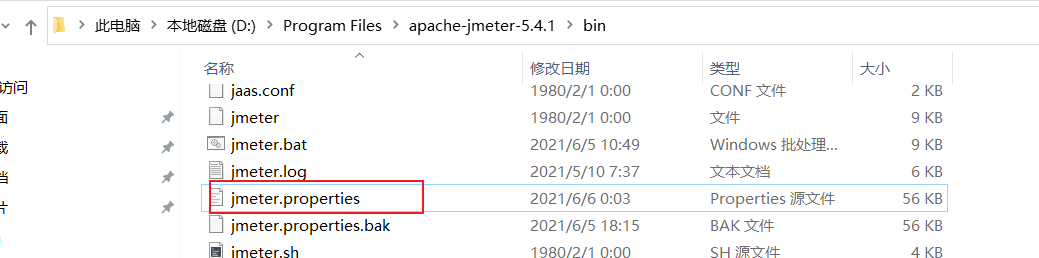 此电脑 > 本地磁盘 (D:) > Program Files > apache-jmeter-5.4.1 > bin
名称 修改日期 类型 大小
访问
jaas.conf 1980/2/1 0:00 CONF 文件 2 KB
面 jmeter 1980/2/1 0:00 文件 9 KB
载 jmeter.bat 2021/6/5 10:49 Windows 批处理... 9 KB
档 jmeter.log 2021/5/10 7:37 文本文档 6 KB
片 jmeter.properties 2021/6/6 0:03 Properties 源文件 56 KB
jmeter.properties.bak 2021/6/5 18:15 BAK 文件 56 KB
jmeter.sh 1980/2/1 0:00 SH 源文件 4 KB